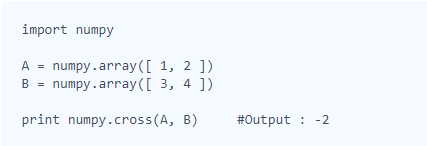 import numpy
A = numpy.array([ 1, 2 ])
B = numpy.array([ 3, 4 ])
print numpy.cross(A, B)     #Output : -2